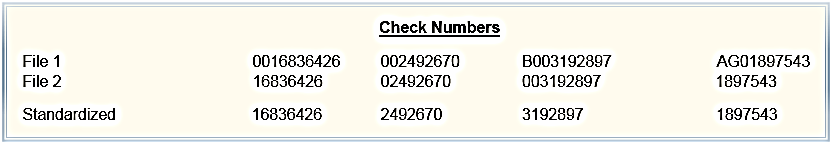 Check Numbers
File 1 0016836426 002492670 B003192897 AG01897543
File 2 16836426 02492670 003192897 1897543
Standardized 16836426 2492670 3192897 1897543